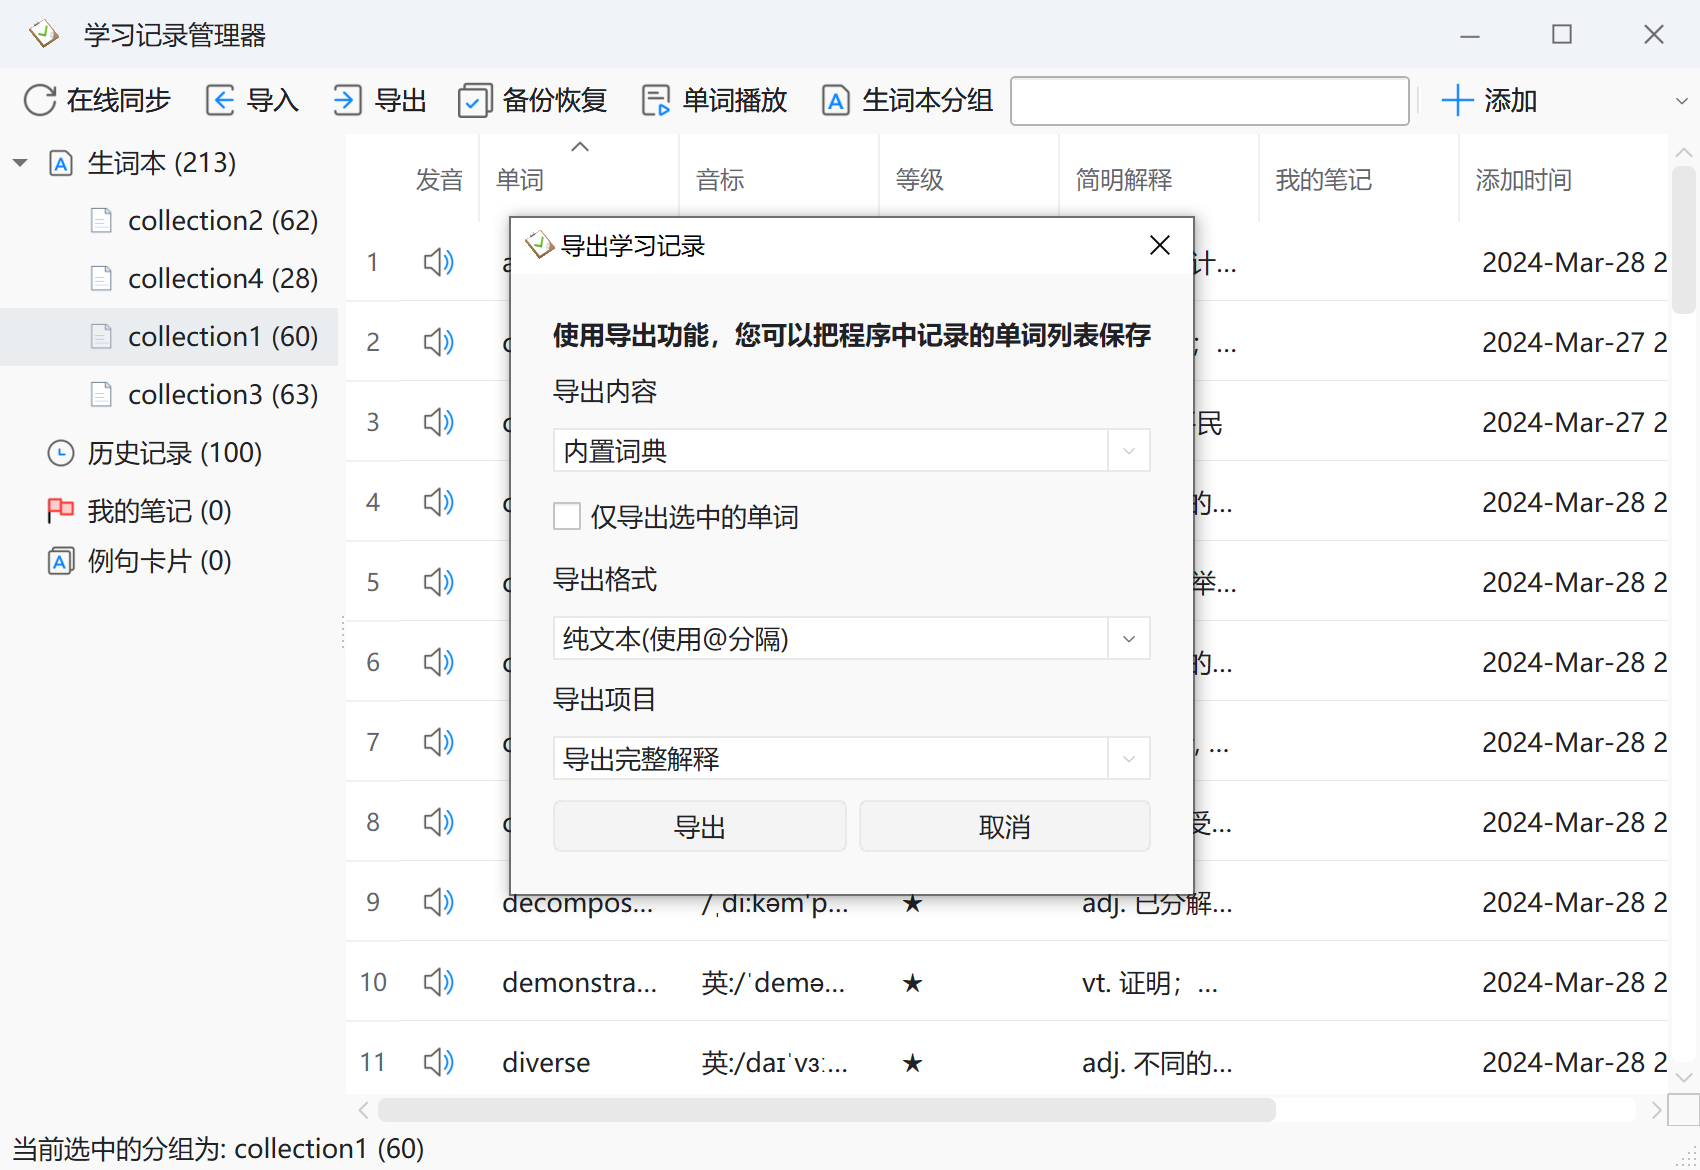 学习记录管理器
在线同步 导入 导出 备份恢复 单词播放 生词本分组 添加
生词本 (213)
collection2 (62)
collection4 (28)
collection1 (60)
collection3 (63)
历史记录 (100)
我的笔记 (0)
例句卡片 (0)
发音 单词 音标 等级 简明解释 我的笔记 添加时间
导出学习记录
使用导出功能，您可以把程序中记录的单词列表保存
导出内容
内置词典
仅导出选中的单词
导出格式
纯文本(使用@分隔)
导出项目
导出完整解释
导出 取消
1 计... 2024-Mar-28 2
2 ; ... 2024-Mar-27 2
3 民 2024-Mar-27 2
4 的... 2024-Mar-28 2
5 举... 2024-Mar-28 2
6 的... 2024-Mar-28 2
7 , ... 2024-Mar-28 2
8 受... 2024-Mar-28 2
9 decompos... /ˌdi:kəm'p... ★ adj. 已分解... 2024-Mar-28 2
10 demonstra... 英:/ˈdemə... ★ vt. 证明；... 2024-Mar-28 2
11 diverse 英:/daɪˈvɜː... ★ adj. 不同的... 2024-Mar-28 2
当前选中的分组为: collection1 (60)